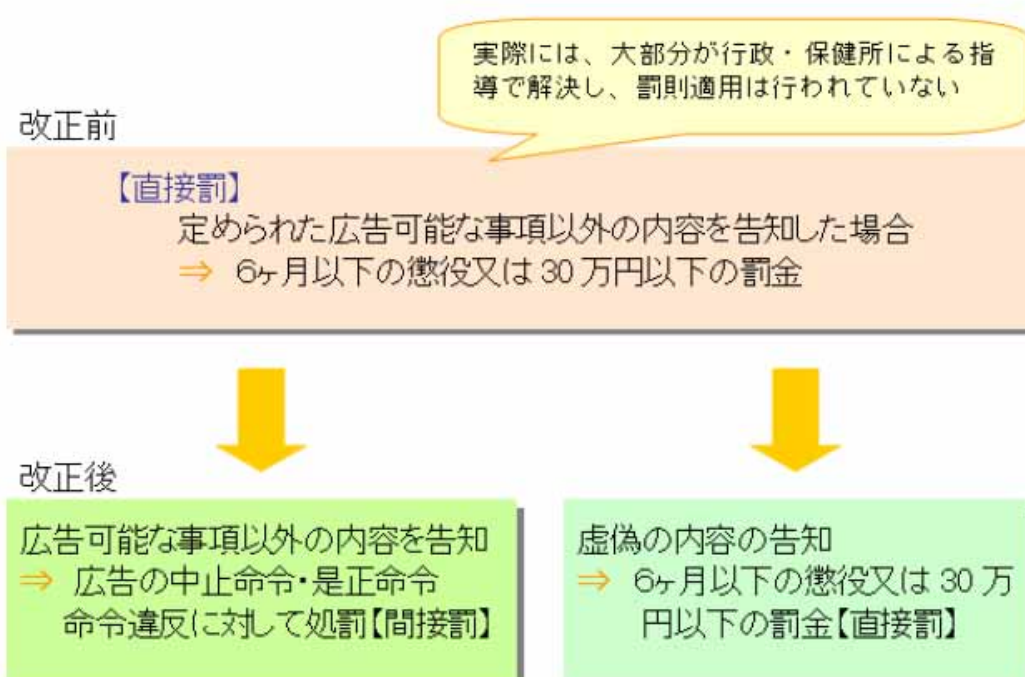 実際には、大部分が行政・保健所による指
導で解決し、罰則適用は行われていない
改正前
【直接罰】
定められた広告可能な事項以外の内容を告知した場合
⇒ 6ヶ月以下の懲役又は 30 万円以下の罰金
改正後
広告可能な事項以外の内容を告知
⇒ 広告の中止命令・是正命令
命令違反に対して処罰【間接罰】
虚偽の内容の告知
⇒ 6ヶ月以下の懲役又は 30 万
円以下の罰金【直接罰】